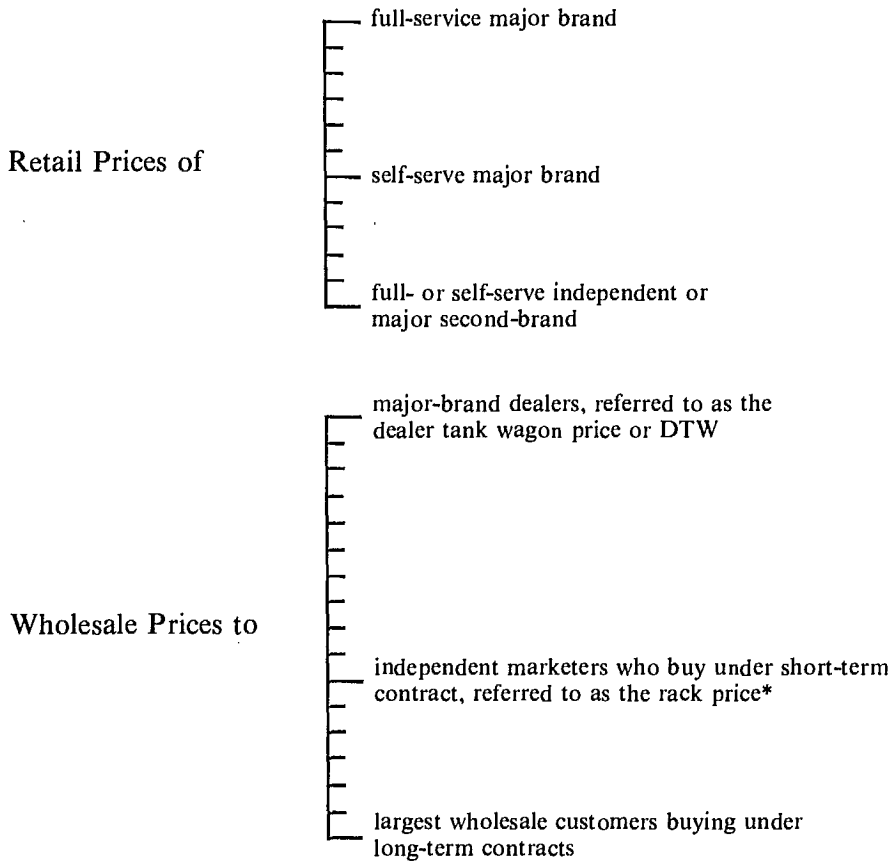 full-service major brand
Retail Prices of
self-serve major brand
full- or self-serve independent or
major second-brand
major-brand dealers, referred to as the
dealer tank wagon price or DTW
Wholesale Prices to
independent marketers who buy under short-term
contract, referred to as the rack price*
largest wholesale customers buying under
long-term contracts